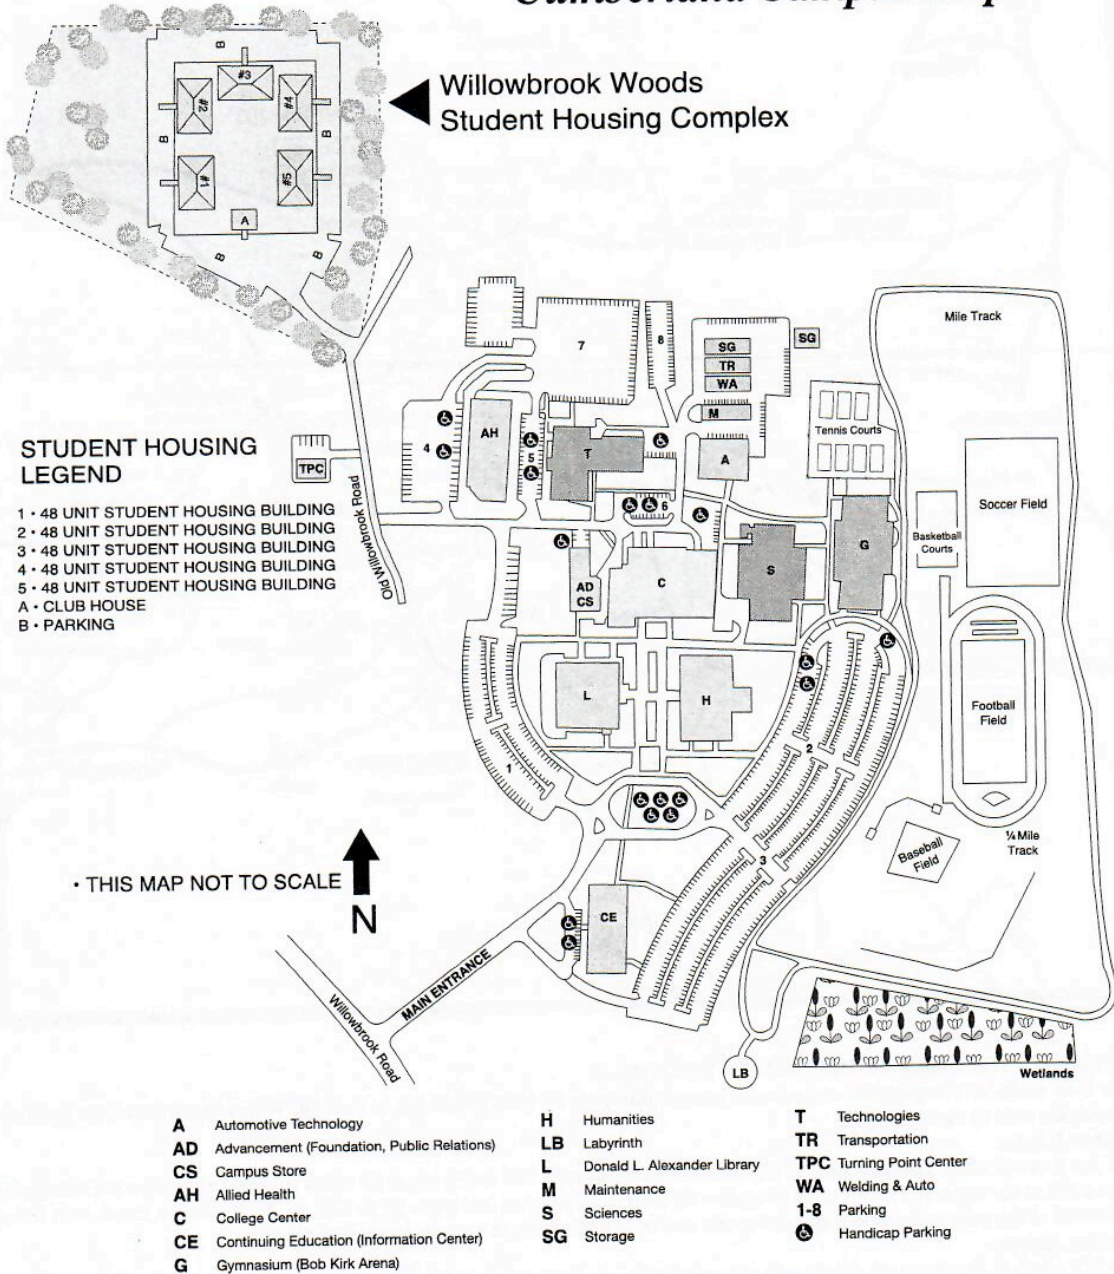 Willowbrook Woods
Student Housing Complex
B
#3
#2
#4
B
B
#1
#5
A
B
B
STUDENT HOUSING
LEGEND
1 • 48 UNIT STUDENT HOUSING BUILDING
2 • 48 UNIT STUDENT HOUSING BUILDING
3 • 48 UNIT STUDENT HOUSING BUILDING
4 • 48 UNIT STUDENT HOUSING BUILDING
5 • 48 UNIT STUDENT HOUSING BUILDING
A • CLUB HOUSE
B • PARKING
TPC
Old Willowbrook Road
Mile Track
7
8
SG
SG
TR
WA
M
AH
4
5
T
A
6
Tennis Courts
Soccer Field
Basketball
Courts
G
S
C
AD
CS
L
H
Football
Field
1
2
3
¼ Mile
Track
Baseball
Field
• THIS MAP NOT TO SCALE
N
CE
MAIN ENTRANCE
Willowbrook Road
LB
Wetlands
A Automotive Technology
AD Advancement (Foundation, Public Relations)
CS Campus Store
AH Allied Health
C College Center
CE Continuing Education (Information Center)
G Gymnasium (Bob Kirk Arena)
H Humanities
LB Labyrinth
L Donald L. Alexander Library
M Maintenance
S Sciences
SG Storage
T Technologies
TR Transportation
TPC Turning Point Center
WA Welding & Auto
1-8 Parking
Handicap Parking